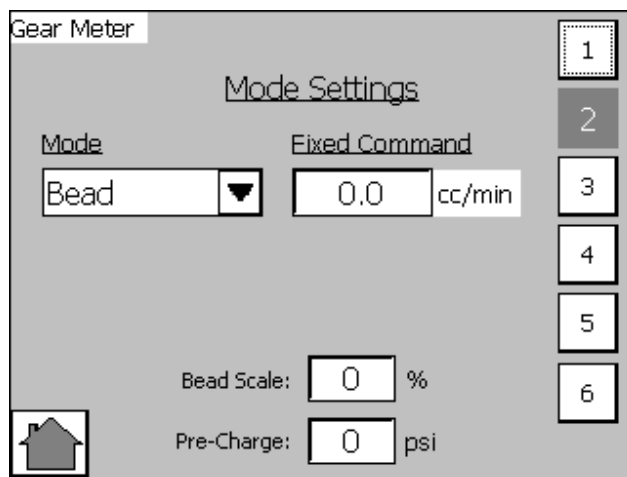 Gear Meter
Mode Settings
Mode
Fixed Command
Bead
0.0 cc/min
Bead Scale: 0 %
Pre-Charge: 0 psi
1
2
3
4
5
6